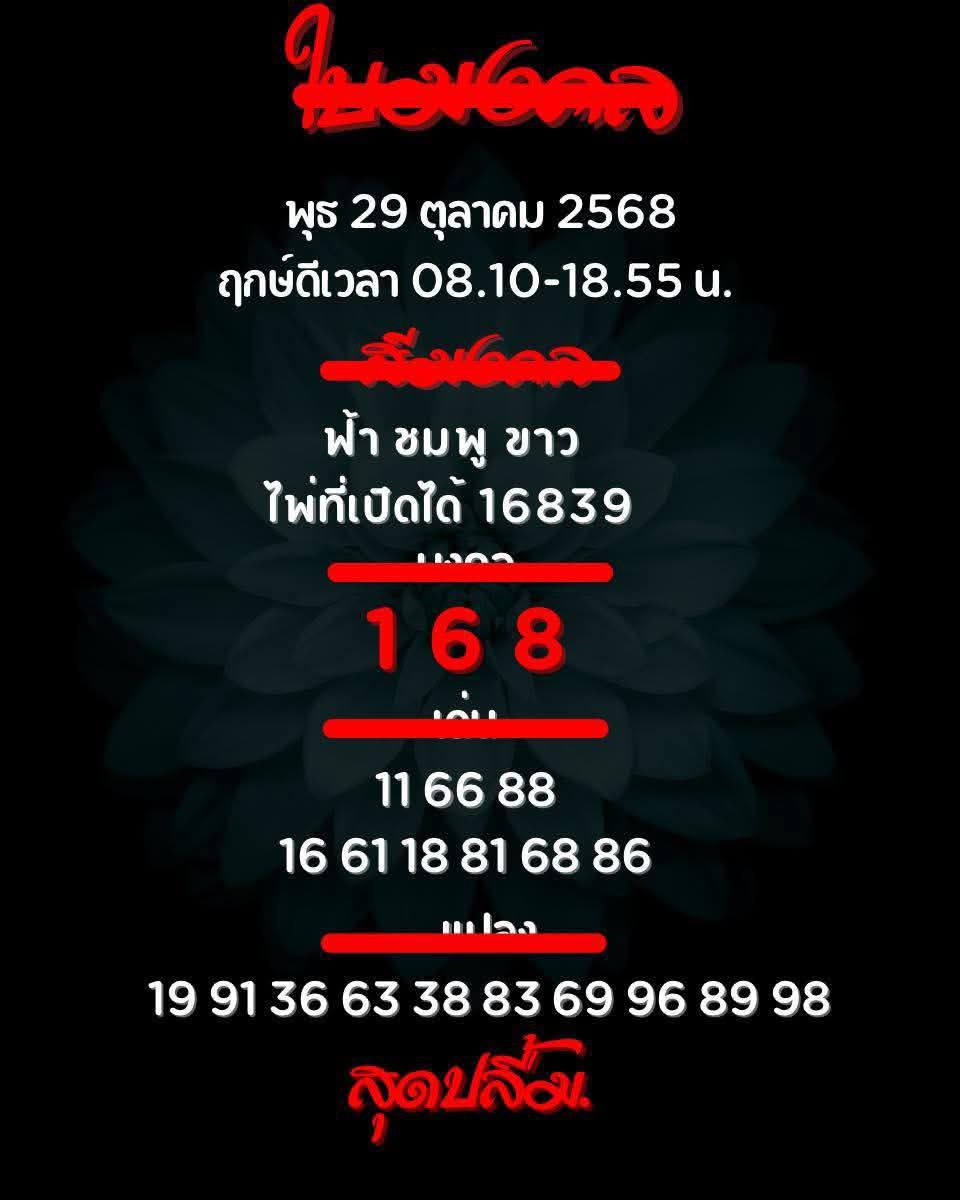 พุธ 29 ตุลาคม 2568
ฤกษ์ดีเวลา 08.10-18.55 น.
ฟ้า ชมพู ขาว
ไพ่ที่เปิดได้ 16839
1 6 8
11 66 88
16 61 18 81 68 86
19 91 36 63 38 83 69 96 89 98
สุดปลื้ม.